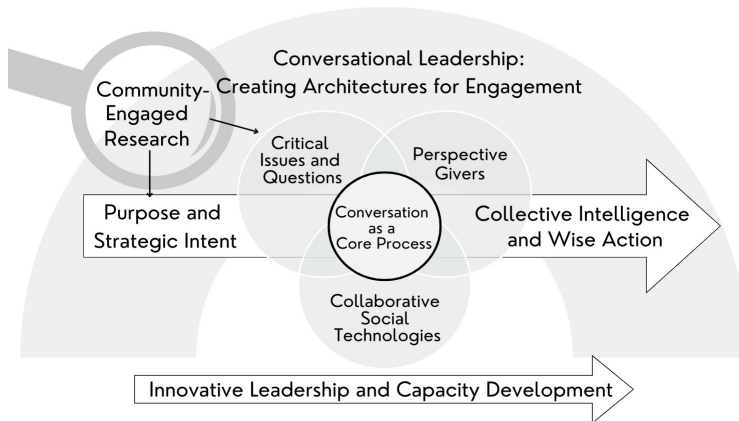 Conversational Leadership:
Creating Architectures for Engagement
Community-
Engaged
Research
Critical
Issues and
Questions
Perspective
Givers
Purpose and
Strategic Intent
Conversation
as a
Core Process
Collective Intelligence
and Wise Action
Collaborative
Social
Technologies
Innovative Leadership and Capacity Development